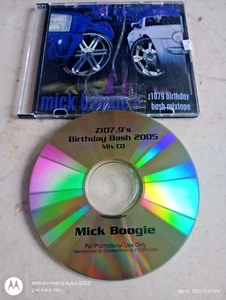 mick boogie
z1079 birthday
bash mixtape
Z107.9's
Birthday Bash 2005
Mix CD
Mick Boogie
For Promotional Use Only